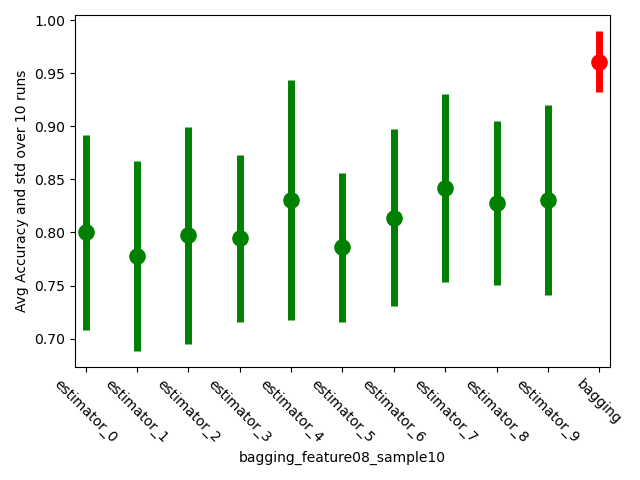 1.00
0.95
0.90
0.85
0.80
0.75
0.70
Avg Accuracy and std over 10 runs
estimator_0
estimator_1
estimator_2
estimator_3
estimator_4
estimator_5
estimator_6
estimator_7
estimator_8
estimator_9
bagging
bagging_feature08_sample10